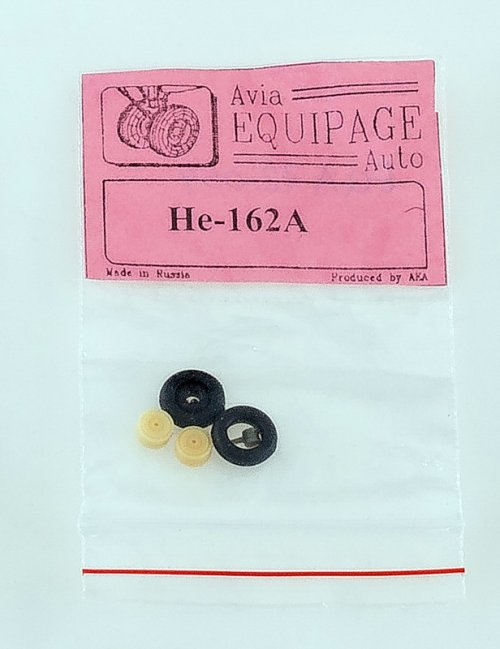 Avia
EQUIPAGE
Auto
He-162A
Made in Russia
Produced by AKA